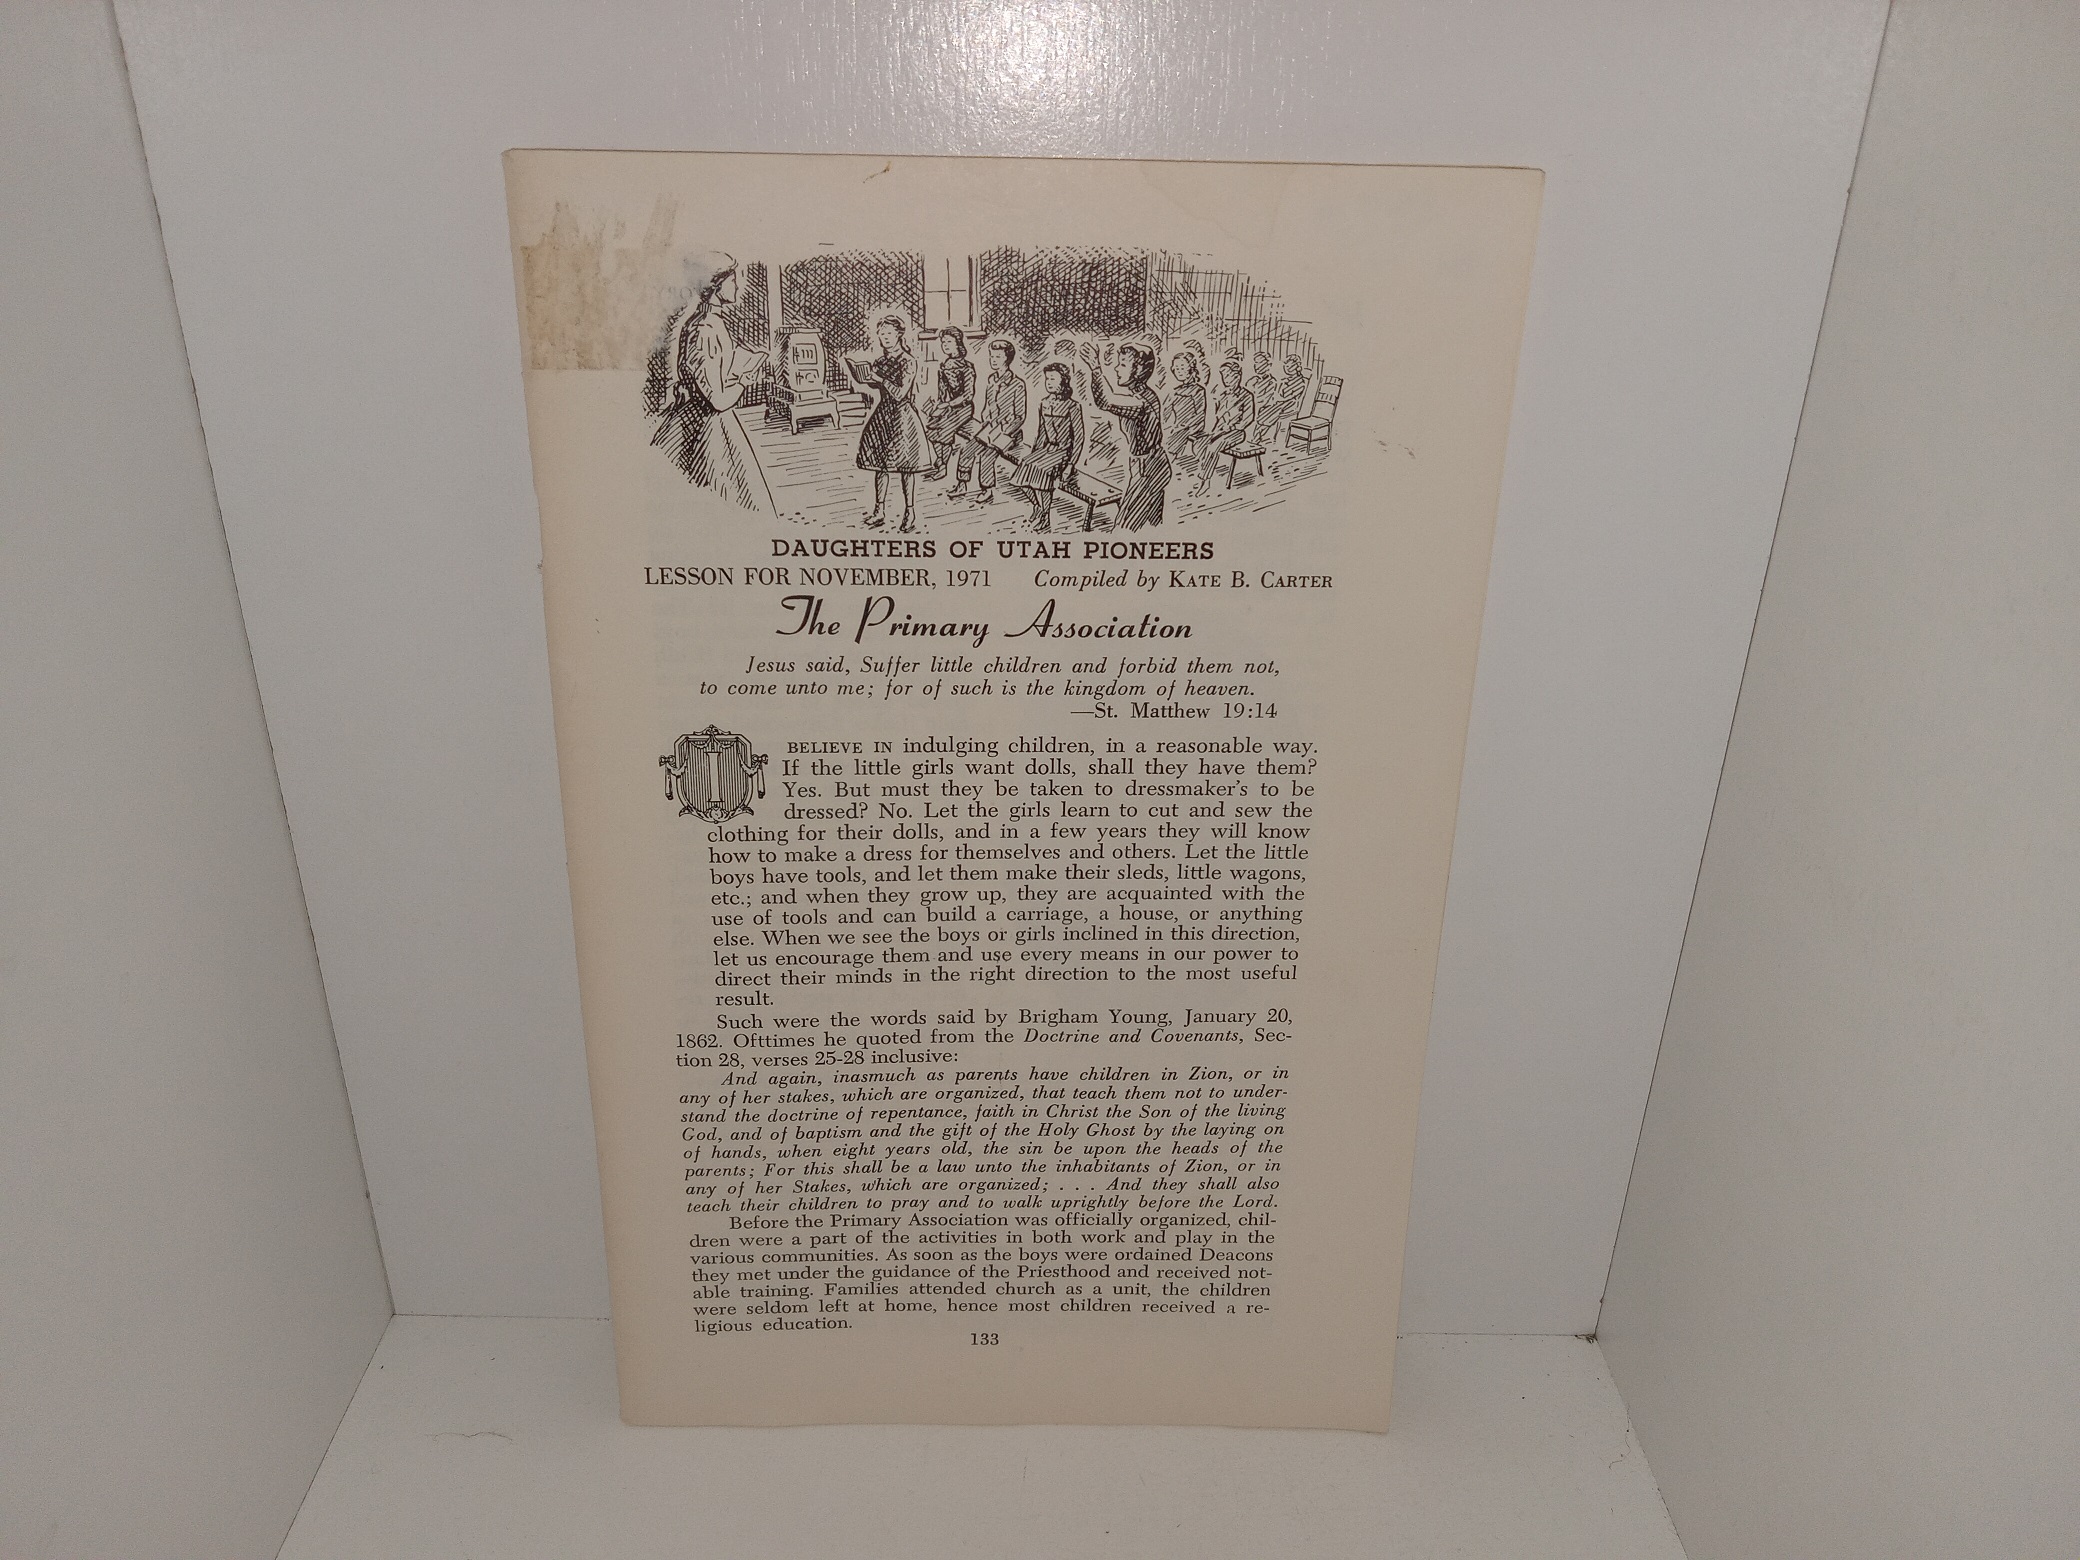 DAUGHTERS OF UTAH PIONEERS
LESSON FOR NOVEMBER, 1971 Compiled by KATE B. CARTER
The Primary Association
Jesus said, Suffer little children and forbid them not,
to come unto me; for of such is the kingdom of heaven.
—St. Matthew 19:14
I BELIEVE IN indulging children, in a reasonable way.
If the little girls want dolls, shall they have them?
Yes. But must they be taken to dressmaker's to be
dressed? No. Let the girls learn to cut and sew the
clothing for their dolls, and in a few years they will know
how to make a dress for themselves and others. Let the little
boys have tools, and let them make their sleds, little wagons,
etc.; and when they grow up, they are acquainted with the
use of tools and can build a carriage, a house, or anything
else. When we see the boys or girls inclined in this direction,
let us encourage them and use every means in our power to
direct their minds in the right direction to the most useful
result.
Such were the words said by Brigham Young, January 20,
1862. Ofttimes he quoted from the Doctrine and Covenants, Sec-
tion 28, verses 25-28 inclusive:
And again, inasmuch as parents have children in Zion, or in
any of her stakes, which are organized, that teach them not to under-
stand the doctrine of repentance, faith in Christ the Son of the living
God, and of baptism and the gift of the Holy Ghost by the laying on
of hands, when eight years old, the sin be upon the heads of the
parents; For this shall be a law unto the inhabitants of Zion, or in
any of her Stakes, which are organized; . . . And they shall also
teach their children to pray and to walk uprightly before the Lord.
Before the Primary Association was officially organized, chil-
dren were a part of the activities in both work and play in the
various communities. As soon as the boys were ordained Deacons
they met under the guidance of the Priesthood and received not-
able training. Families attended church as a unit, the children
were seldom left at home, hence most children received a re-
ligious education.
133